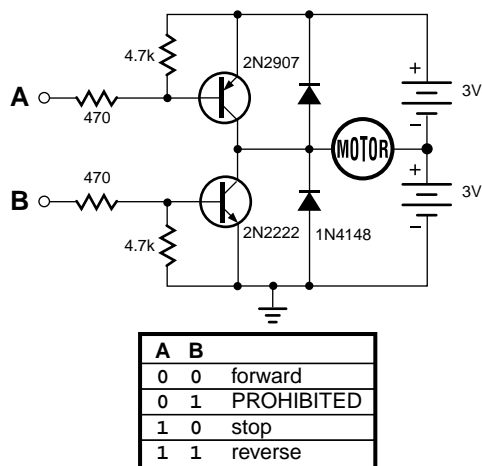 4.7k
2N2907
+
3V
A
470
MOTOR
−
+
470
3V
B
4.7k
2N2222
1N4148
−
A B
0 0 forward
0 1 PROHIBITED
1 0 stop
1 1 reverse